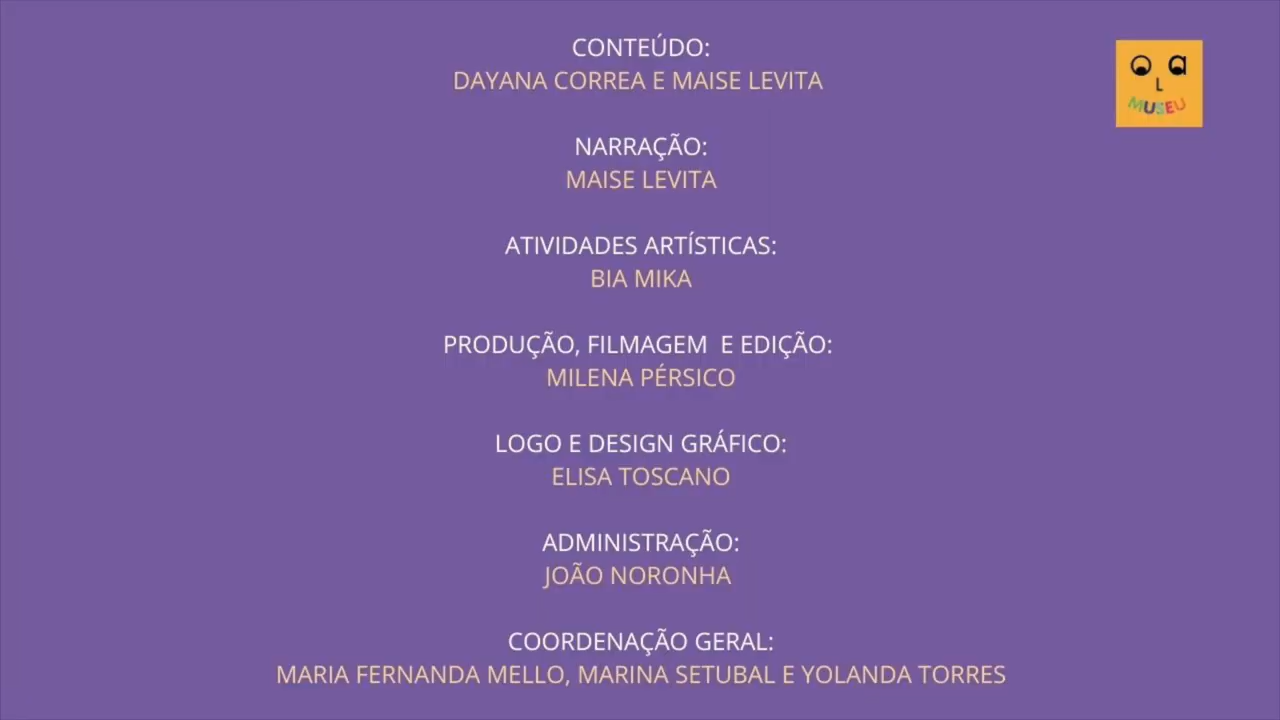 CONTEÚDO:
DAYANA CORREA E MAISE LEVITA
NARRAÇÃO:
MAISE LEVITA
ATIVIDADES ARTÍSTICAS:
BIA MIKA
PRODUÇÃO, FILMAGEM  E EDIÇÃO:
MILENA PÉRSICO
LOGO E DESIGN GRÁFICO:
ELISA TOSCANO
ADMINISTRAÇÃO:
JOÃO NORONHA
COORDENAÇÃO GERAL:
MARIA FERNANDA MELLO, MARINA SETUBAL E YOLANDA TORRES
O L A
MUSEU